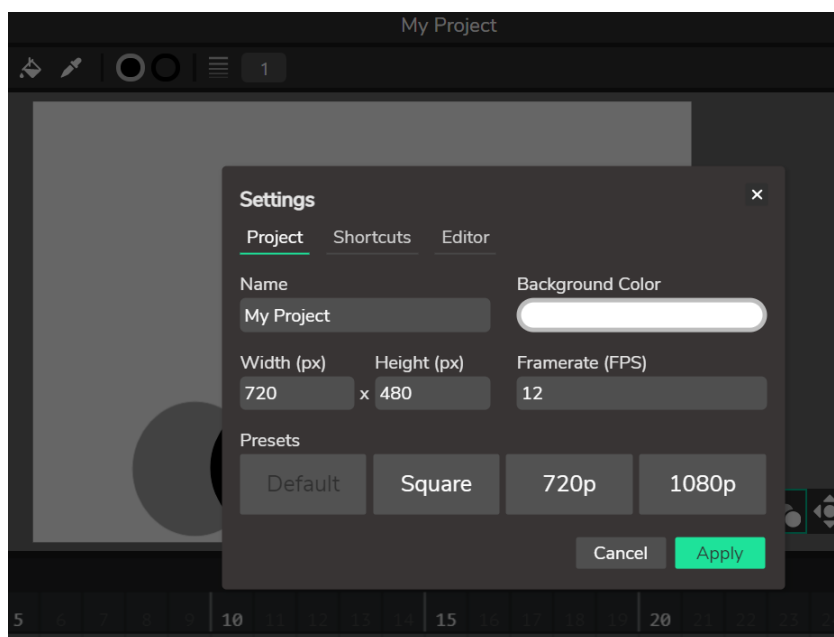 My Project
1
Settings
Project Shortcuts Editor
Name Background Color
My Project
Width (px) Height (px) Framerate (FPS)
720 x 480 12
Presets
Default Square 720p 1080p
Cancel Apply
5 6 7 8 9 10 11 12 13 14 15 16 17 18 19 20 21 22 23